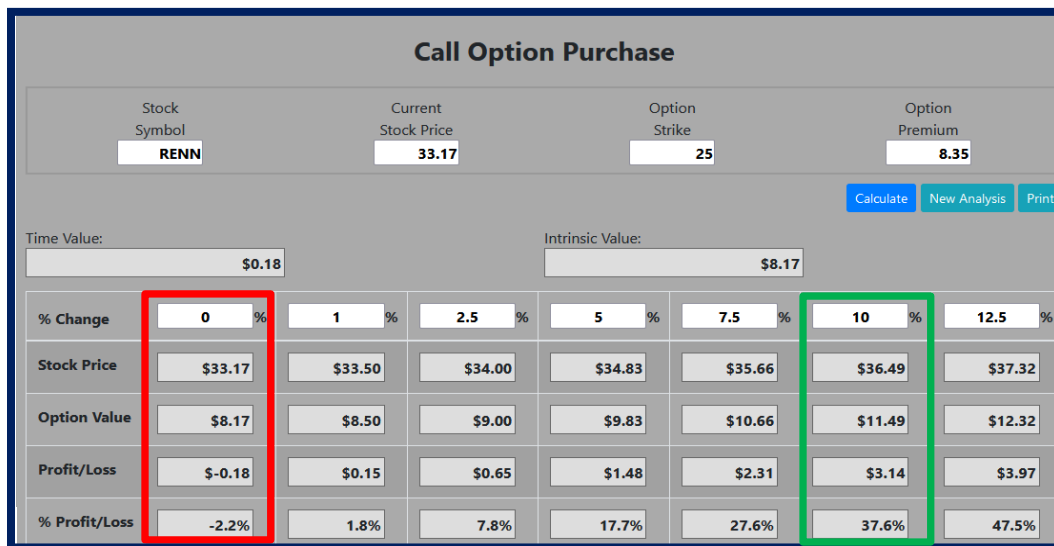 Call Option Purchase
Stock Current Option Option
Symbol Stock Price Strike Premium
RENN 33.17 25 8.35
Calculate New Analysis Print
Time Value: Intrinsic Value:
$0.18 $8.17
% Change 0 % 1 % 2.5 % 5 % 7.5 % 10 % 12.5 %
Stock Price $33.17 $33.50 $34.00 $34.83 $35.66 $36.49 $37.32
Option Value $8.17 $8.50 $9.00 $9.83 $10.66 $11.49 $12.32
Profit/Loss $-0.18 $0.15 $0.65 $1.48 $2.31 $3.14 $3.97
% Profit/Loss -2.2% 1.8% 7.8% 17.7% 27.6% 37.6% 47.5%